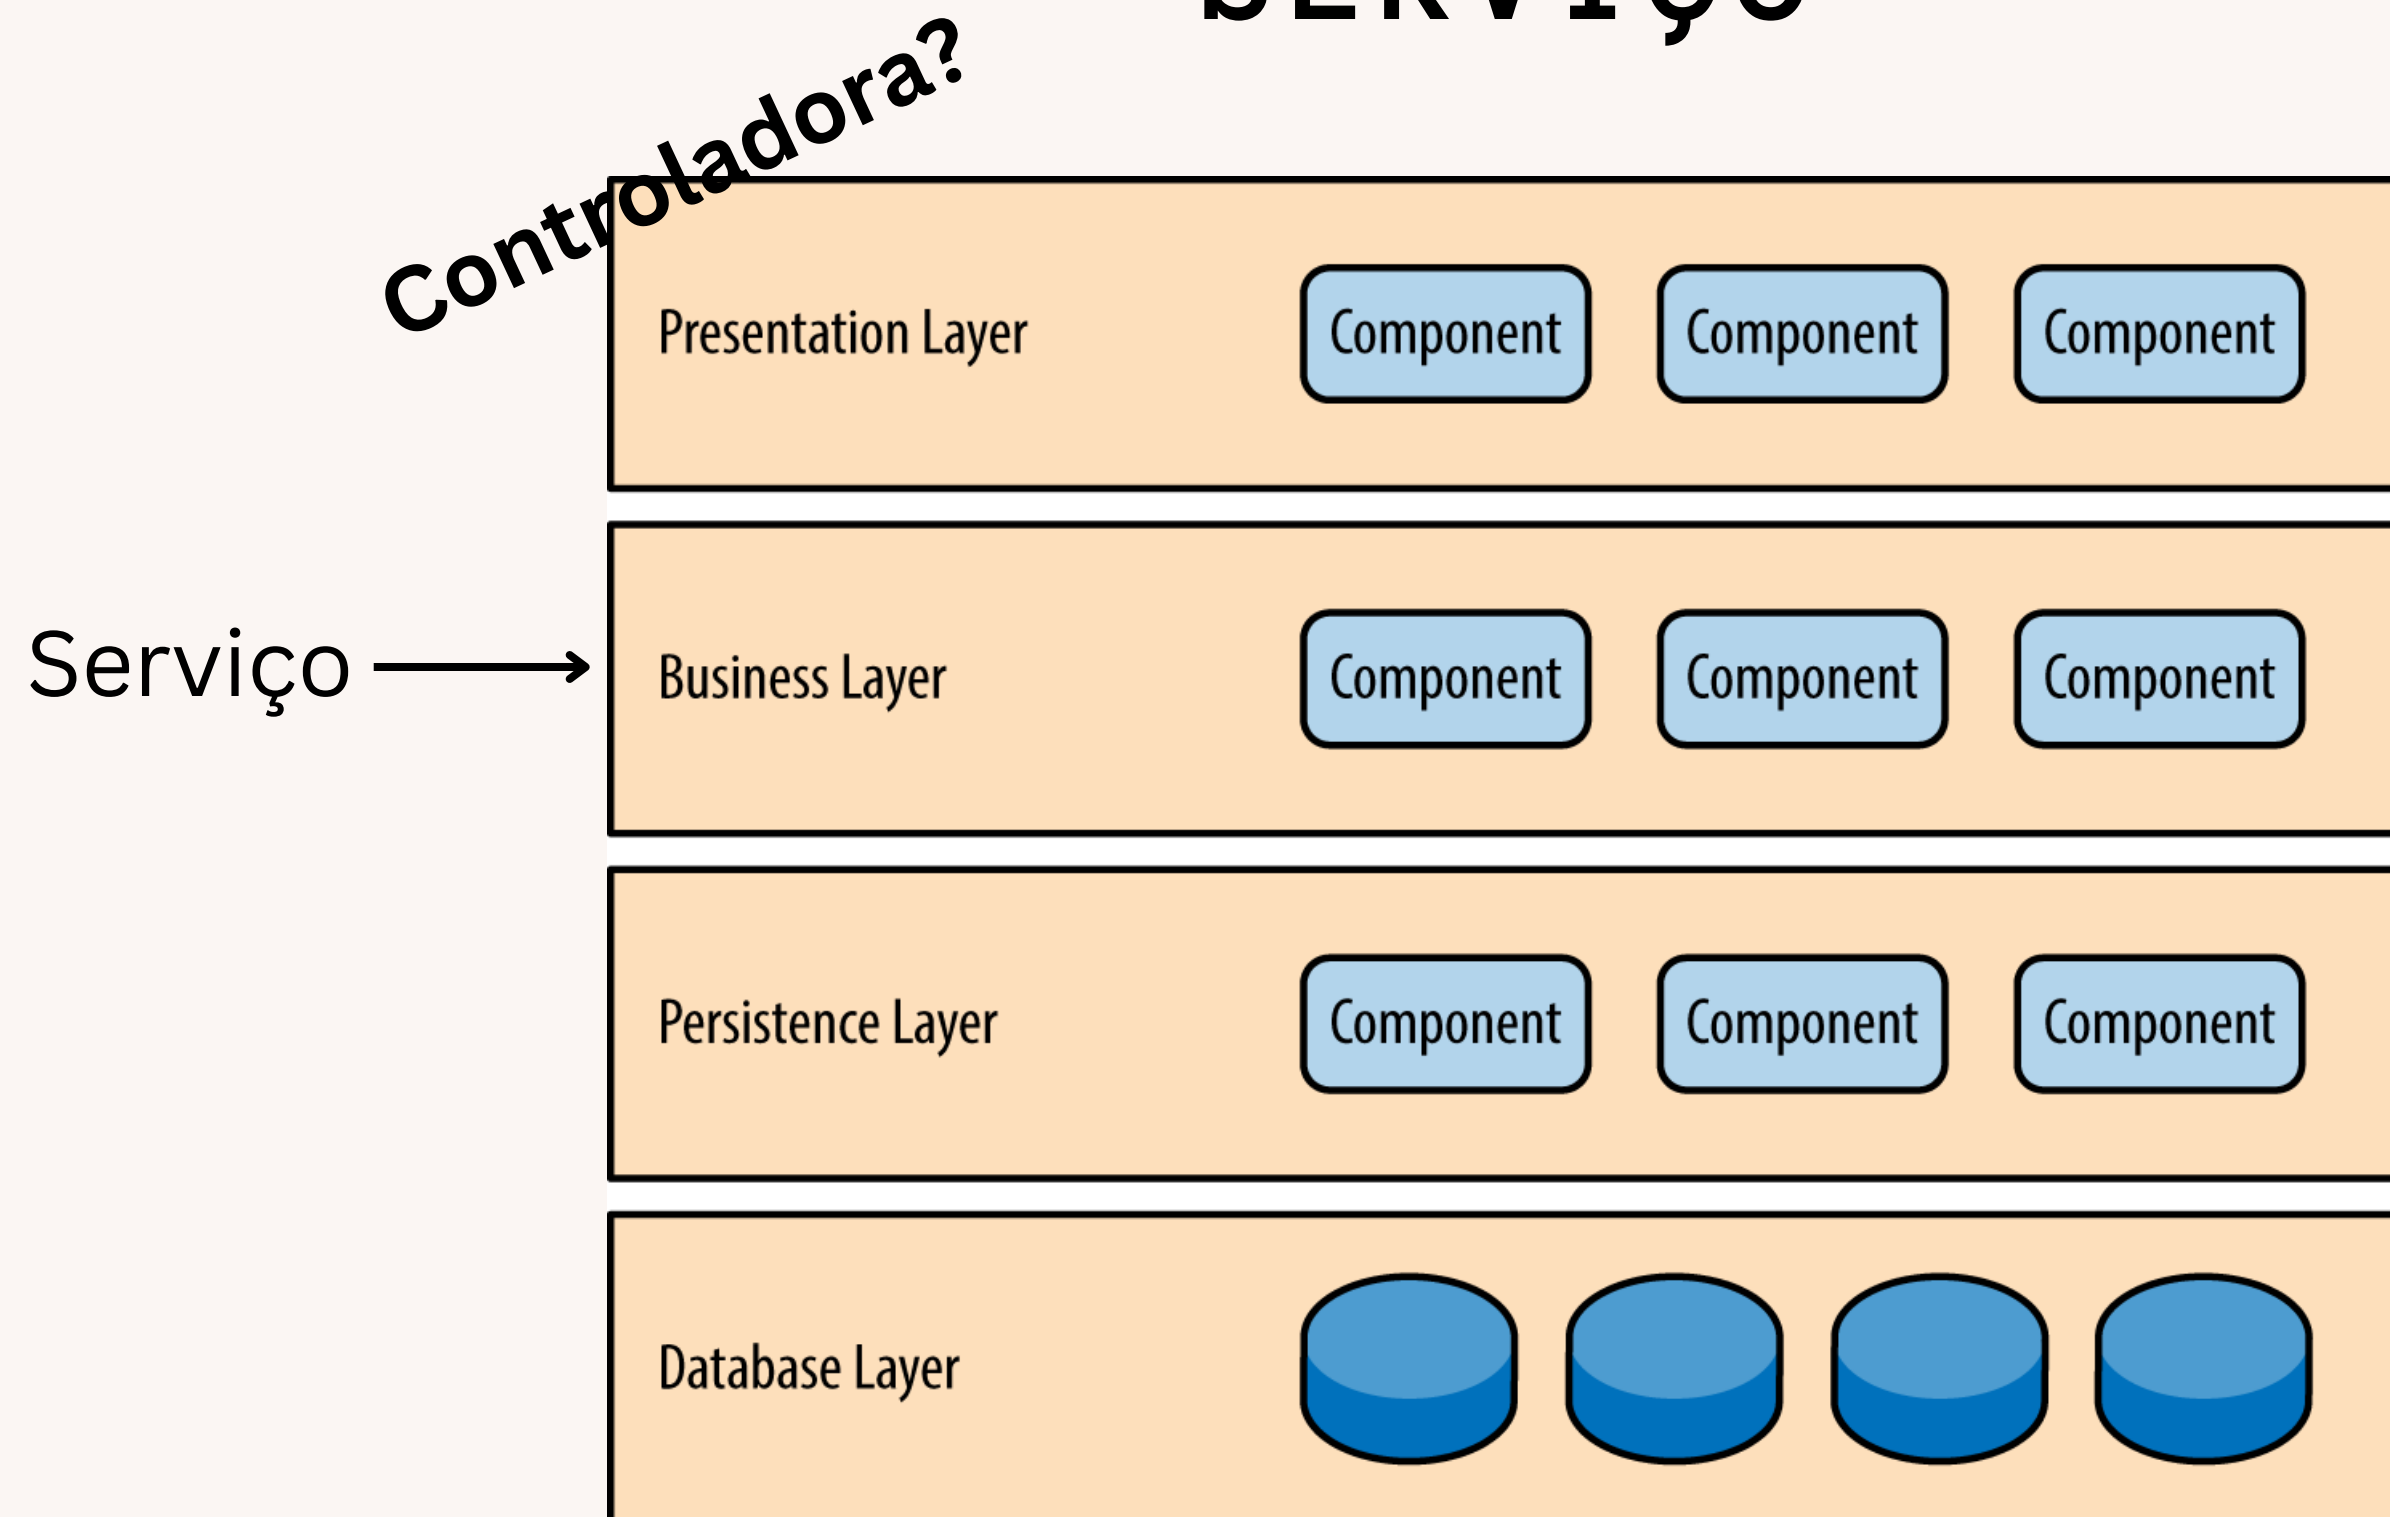 Controladora?
Presentation Layer Component Component Component
Serviço
Business Layer Component Component Component
Persistence Layer Component Component Component
Database Layer